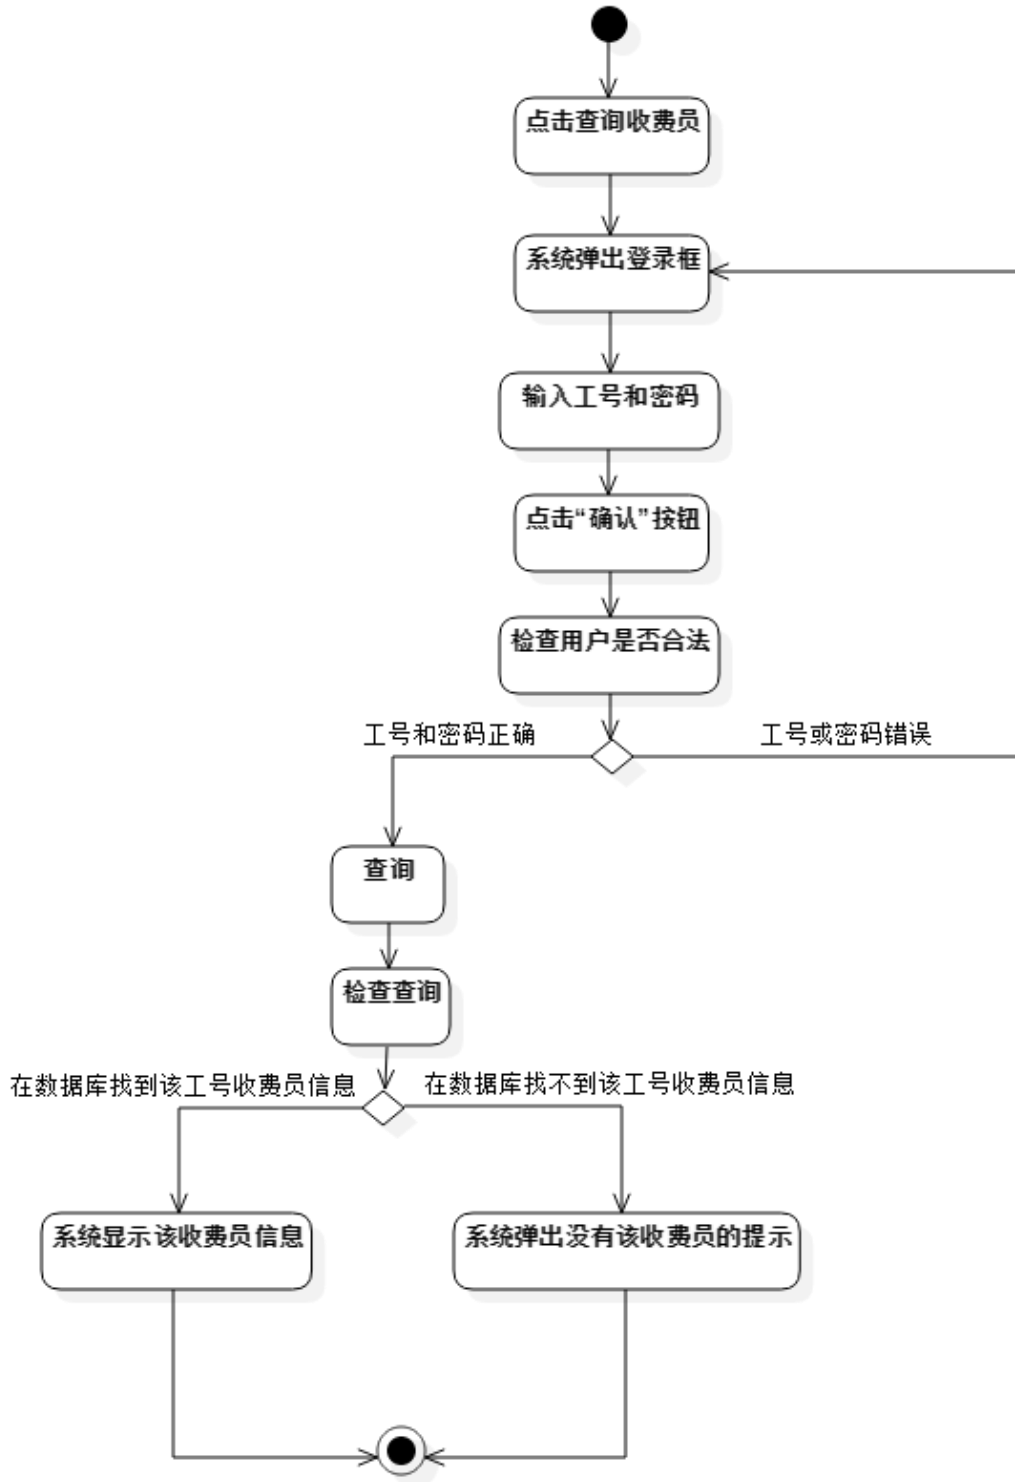 点击查询收费员
系统弹出登录框
输入工号和密码
点击“确认”按钮
检查用户是否合法
工号和密码正确
工号或密码错误
查询
检查查询
在数据库找到该工号收费员信息
在数据库找不到该工号收费员信息
系统显示该收费员信息
系统弹出没有该收费员的提示